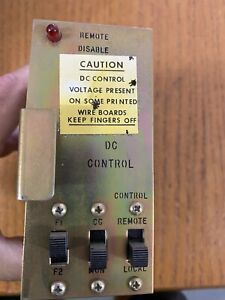 REMOTE
DISABLE
CAUTION
DC CONTROL
VOLTAGE PRESENT
ON SOME PRINTED
WIRE BOARDS
KEEP FINGERS OFF
DC
CONTROL
CONTROL
F1 CG REMOTE
F2 MON LOCAL